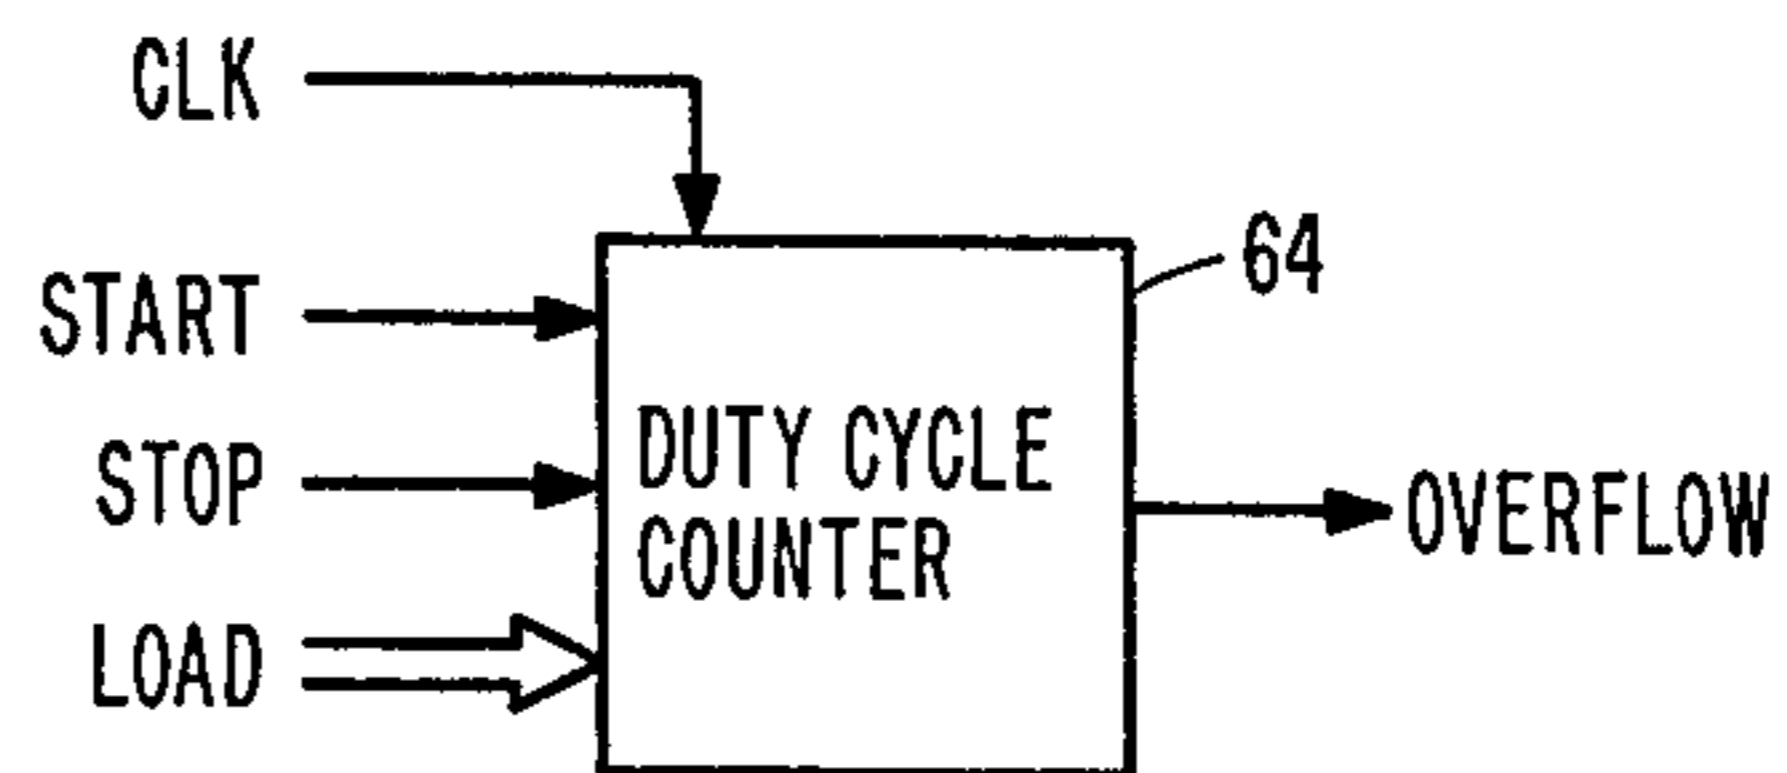 CLK
START
64
STOP
DUTY CYCLE
COUNTER
OVERFLOW
LOAD